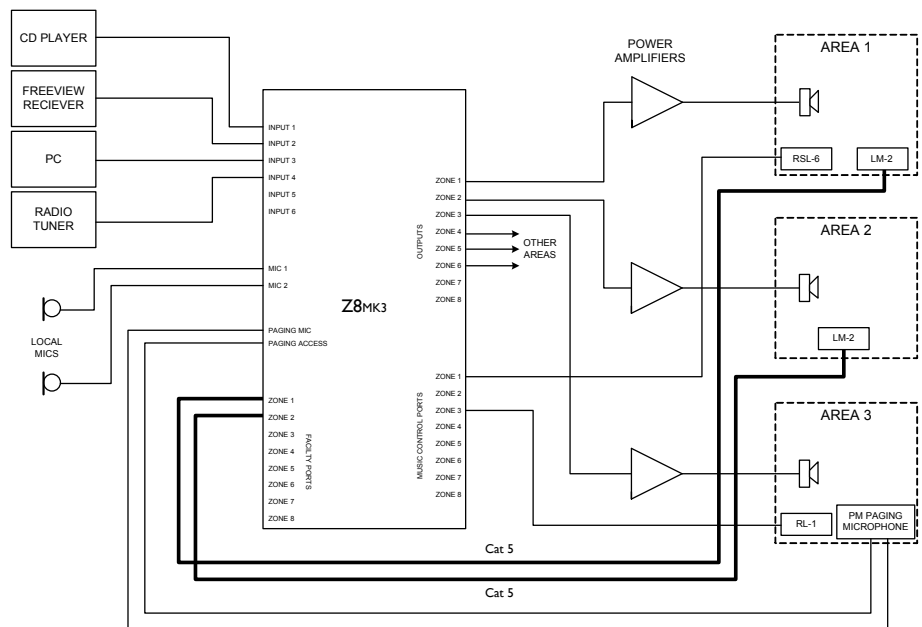 CD PLAYER
FREEVIEW
RECIEVER
PC
RADIO
TUNER
LOCAL
MICS
INPUT 1
INPUT 2
INPUT 3
INPUT 4
INPUT 5
INPUT 6
MIC 1
MIC 2
PAGING MIC
PAGING ACCESS
ZONE 1
ZONE 2
ZONE 3
ZONE 4
ZONE 5
ZONE 6
ZONE 7
ZONE 8
FACILTY PORTS
Z8MK3
ZONE 1
ZONE 2
ZONE 3
ZONE 4
ZONE 5
ZONE 6
ZONE 7
ZONE 8
OUTPUTS
ZONE 1
ZONE 2
ZONE 3
ZONE 4
ZONE 5
ZONE 6
ZONE 7
ZONE 8
MUSIC CONTROL PORTS
OTHER
AREAS
POWER
AMPLIFIERS
AREA 1
RSL-6
LM-2
AREA 2
LM-2
AREA 3
RL-1
PM PAGING
MICROPHONE
Cat 5
Cat 5